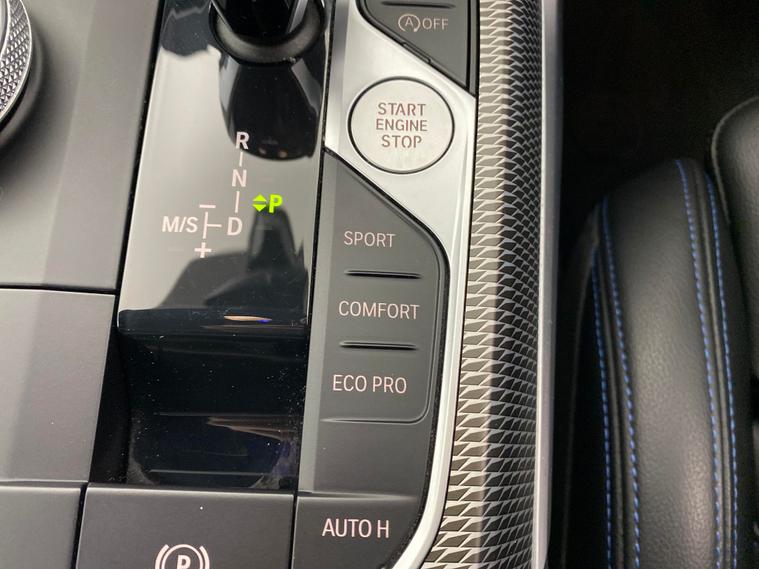 A OFF
START
ENGINE
STOP
R
N
P
M/S D
-
+
SPORT
COMFORT
ECO PRO
AUTO H
P